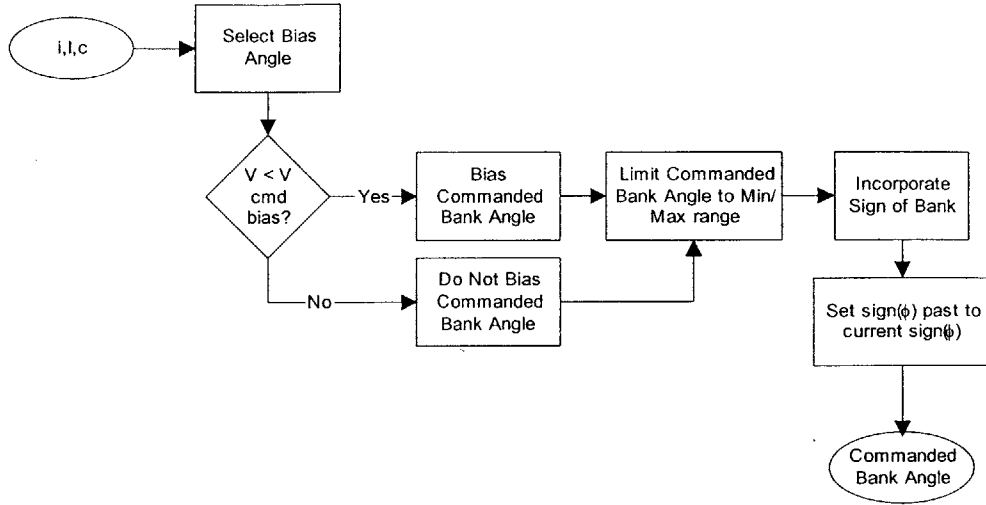 i,I,c
Select Bias
Angle
V < V
cmd
bias?
Yes
Bias
Commanded
Bank Angle
Limit Commanded
Bank Angle to Min/
Max range
Incorporate
Sign of Bank
No
Do Not Bias
Commanded
Bank Angle
Set sign(ϕ) past to
current sign(ϕ)
Commanded
Bank Angle